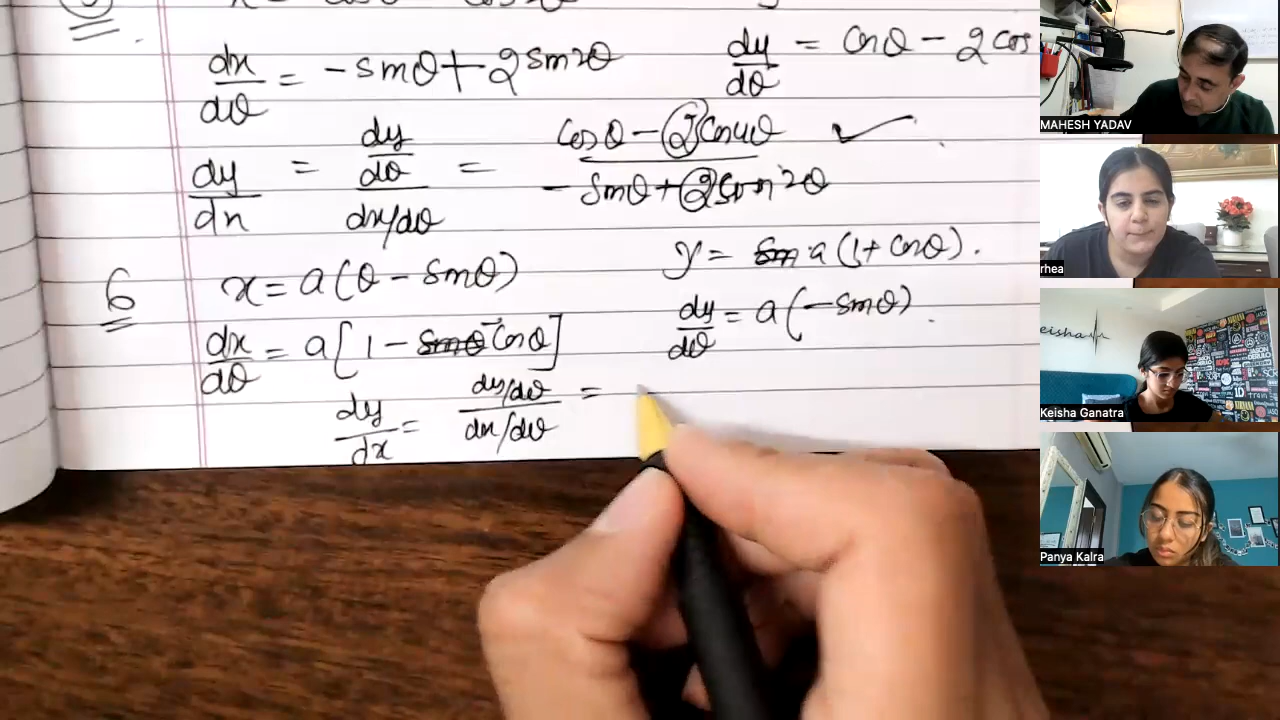 dx/dθ = -sinθ + 2 sin2θ dy/dθ = cosθ - 2 cos
dy/dx = dy/dθ / dx/dθ = cosθ - 2cos4θ / -sinθ + 2sin2θ
6 x = a(θ - sinθ) y = a(1 + cosθ).
dx/dθ = a[1 - cosθ] dy/dθ = a(-sinθ).
dy/dx = dy/dθ / dx/dθ =
MAHESH YADAV
rhea
eisha
Keisha Ganatra
Panya Kalra